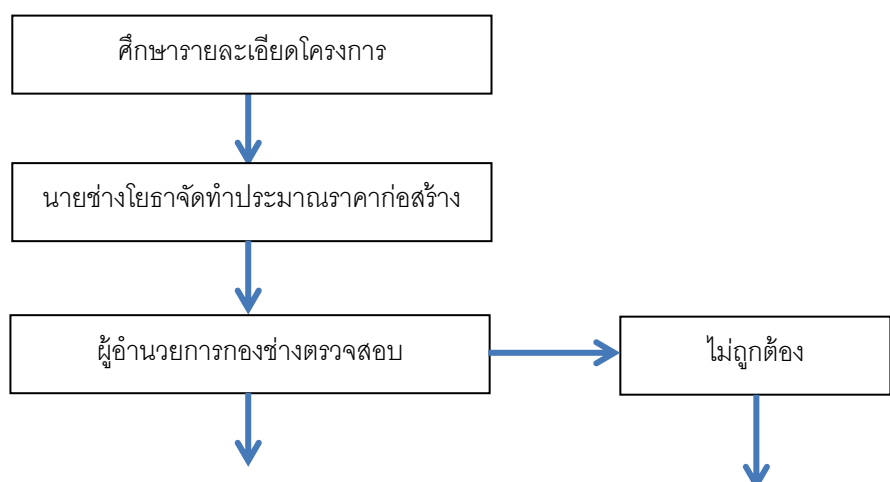 ศึกษารายละเอียดโครงการ
นายช่างโยธาจัดทำประมาณราคาก่อสร้าง
ผู้อำนวยการกองช่างตรวจสอบ
ไม่ถูกต้อง